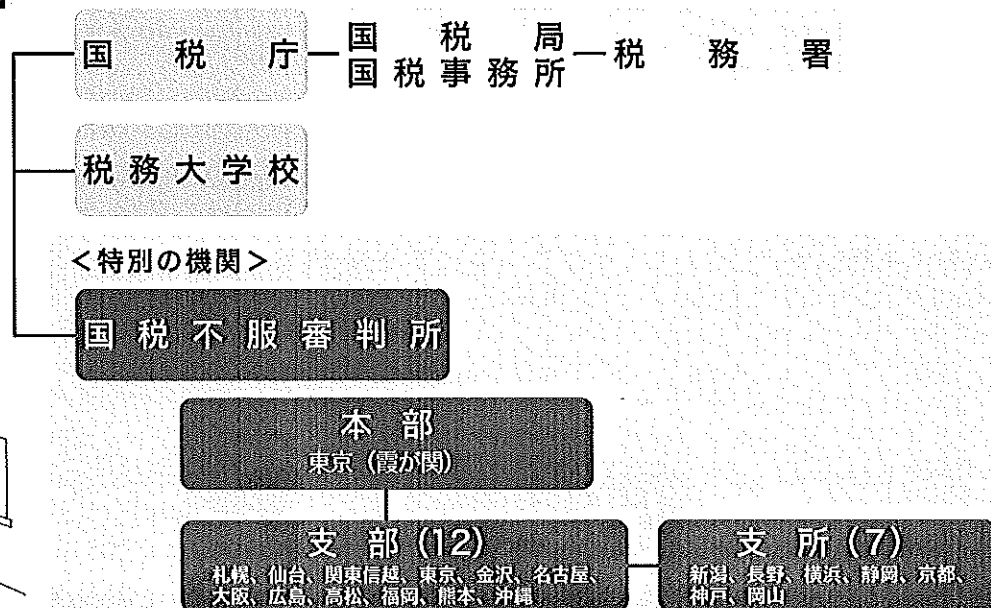 国税庁
国税局
国税事務所
税務署
税務大学校
<特別の機関>
国税不服審判所
本部
東京(霞が関)
支部(12)
札幌、仙台、関東信越、東京、金沢、名古屋、
大阪、広島、高松、福岡、熊本、沖縄
支所(7)
新潟、長野、横浜、静岡、京都、
神戸、岡山